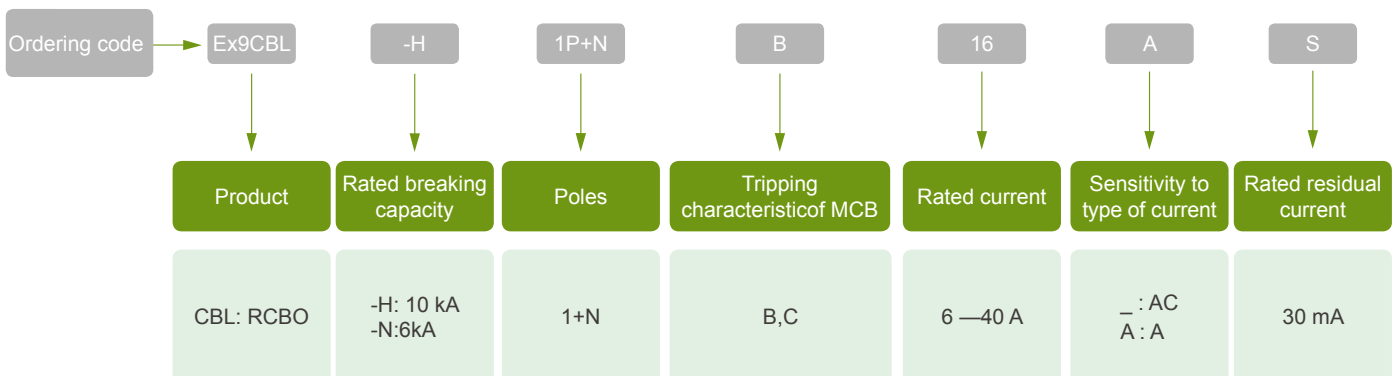 Ordering code
Ex9CBL
-H
1P+N
B
16
A
S
Product
Rated breaking
capacity
Poles
Tripping
characteristicof MCB
Rated current
Sensitivity to
type of current
Rated residual
current
CBL: RCBO
-H: 10 kA
-N:6kA
1+N
B,C
6 —40 A
_ : AC
A : A
30 mA